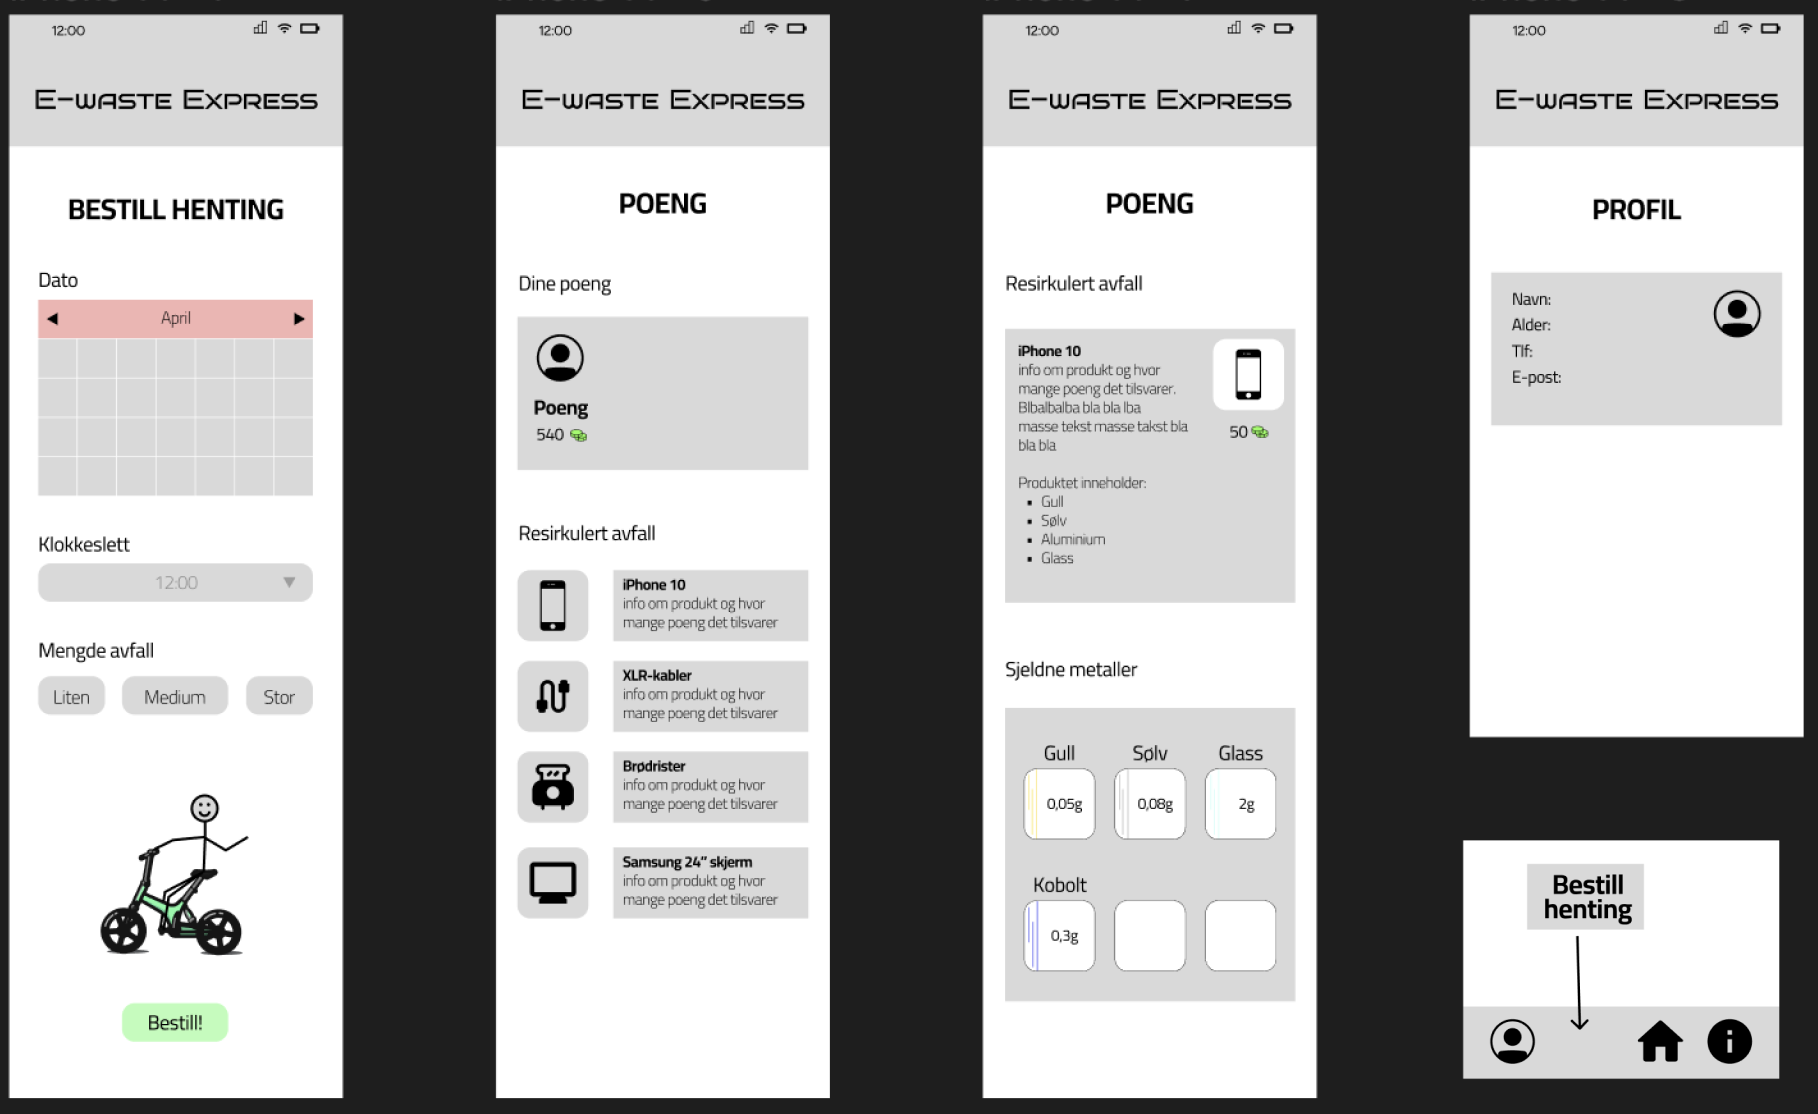 12:00
E-waste Express
BESTILL HENTING
Dato
April
Klokkeslett
12:00
Mengde avfall
Liten
Medium
Stor
Bestill!
12:00
E-waste Express
POENG
Dine poeng
Poeng
540
Resirkulert avfall
iPhone 10
info om produkt og hvor
mange poeng det tilsvarer
XLR-kabler
info om produkt og hvor
mange poeng det tilsvarer
Brødrister
info om produkt og hvor
mange poeng det tilsvarer
Samsung 24" skjerm
info om produkt og hvor
mange poeng det tilsvarer
12:00
E-waste Express
POENG
Resirkulert avfall
iPhone 10
info om produkt og hvor
mange poeng det tilsvarer.
Blbalbalba bla bla lba
masse tekst masse takst bla
bla bla
50
Produktet inneholder:
▪ Gull
▪ Sølv
▪ Aluminium
▪ Glass
Sjeldne metaller
Gull
Sølv
Glass
0,05g
0,08g
2g
Kobolt
0,3g
12:00
E-waste Express
PROFIL
Navn:
Alder:
Tlf:
E-post:
Bestill
henting